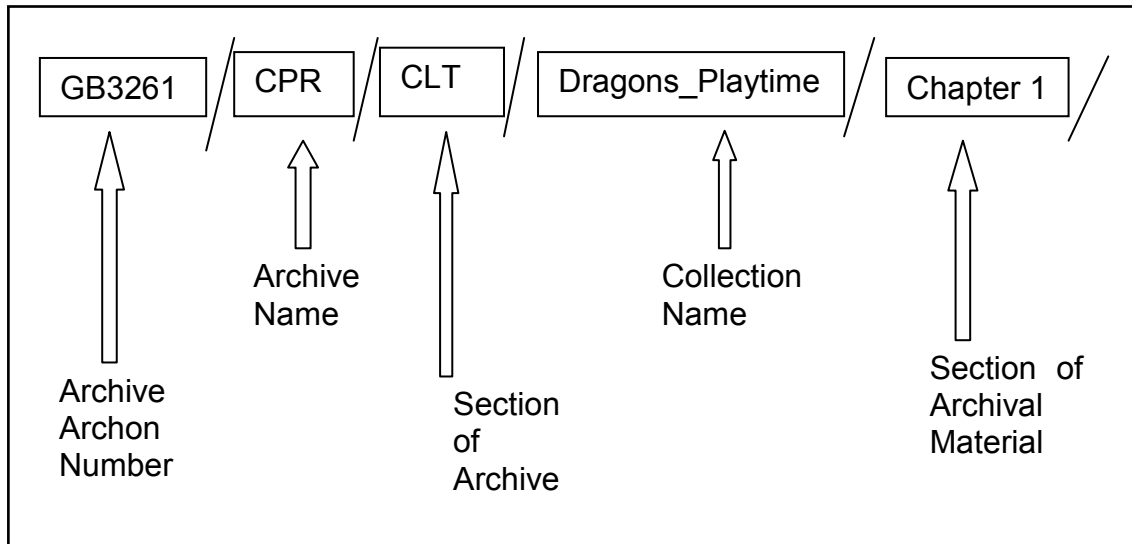 GB3261 / CPR / CLT / Dragons_Playtime / Chapter 1 /
Archive
Name
Collection
Name
Archive
Archon
Number
Section
of
Archive
Section of
Archival
Material